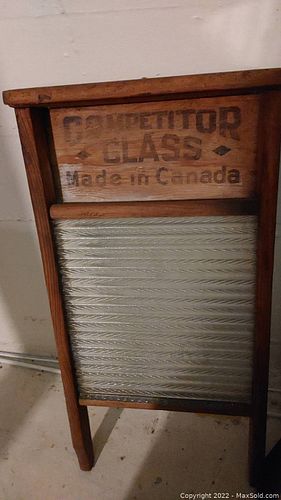 COMPETITOR
GLASS
Made in Canada
Copyright 2022 - MaxSold.com